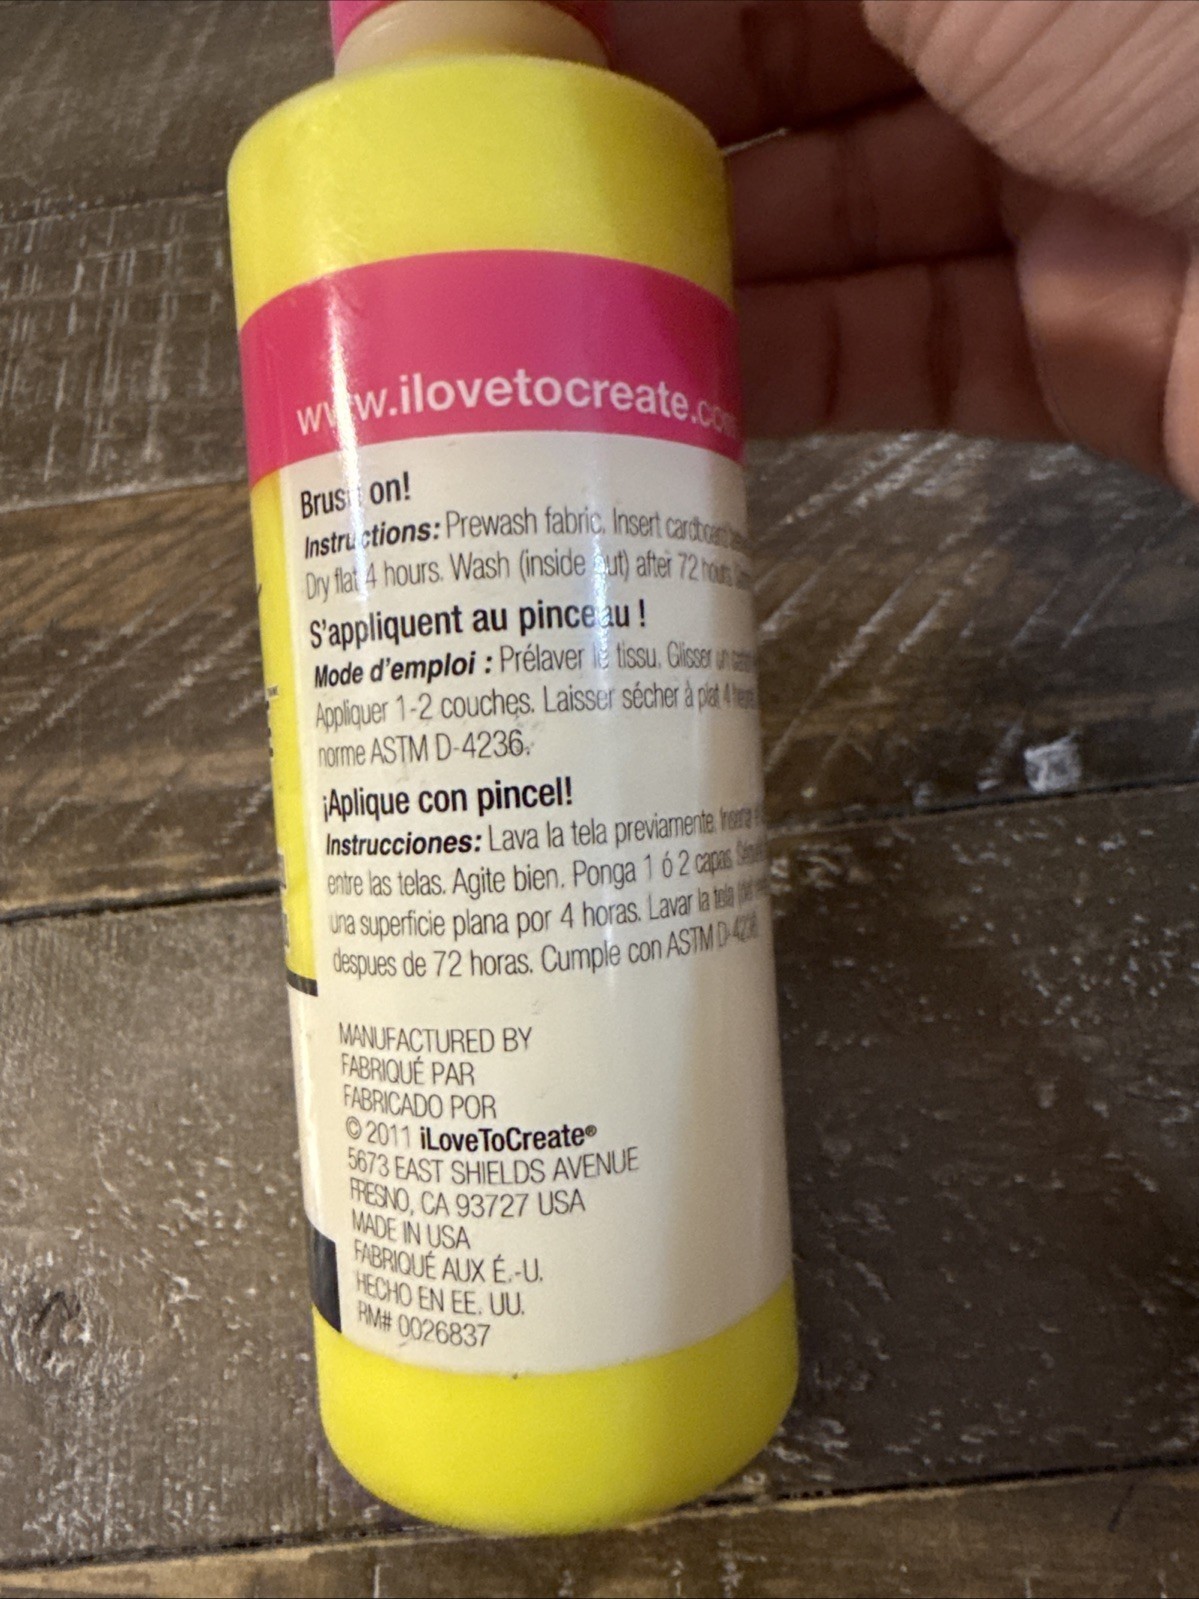 www.ilovetocreate.com
Brush on!
Instructions: Prewash fabric. Insert cardboard
Dry flat 4 hours. Wash (inside out) after 72 hours.
S'appliquent au pinceau !
Mode d'emploi : Prélaver le tissu. Glisser un
Appliquer 1-2 couches. Laisser sécher à plat 4
norme ASTM D-4236.
¡Aplique con pincel!
Instrucciones: Lava la tela previamente. Inserta
entre las telas. Agite bien. Ponga 1 ó 2 capas.
una superficie plana por 4 horas. Lavar la tela
despues de 72 horas. Cumple con ASTM D-4236.
MANUFACTURED BY
FABRIQUÉ PAR
FABRICADO POR
© 2011 iLoveToCreate®
5673 EAST SHIELDS AVENUE
FRESNO, CA 93727 USA
MADE IN USA
FABRIQUÉ AUX É.-U.
HECHO EN EE. UU.
RM# 0026837